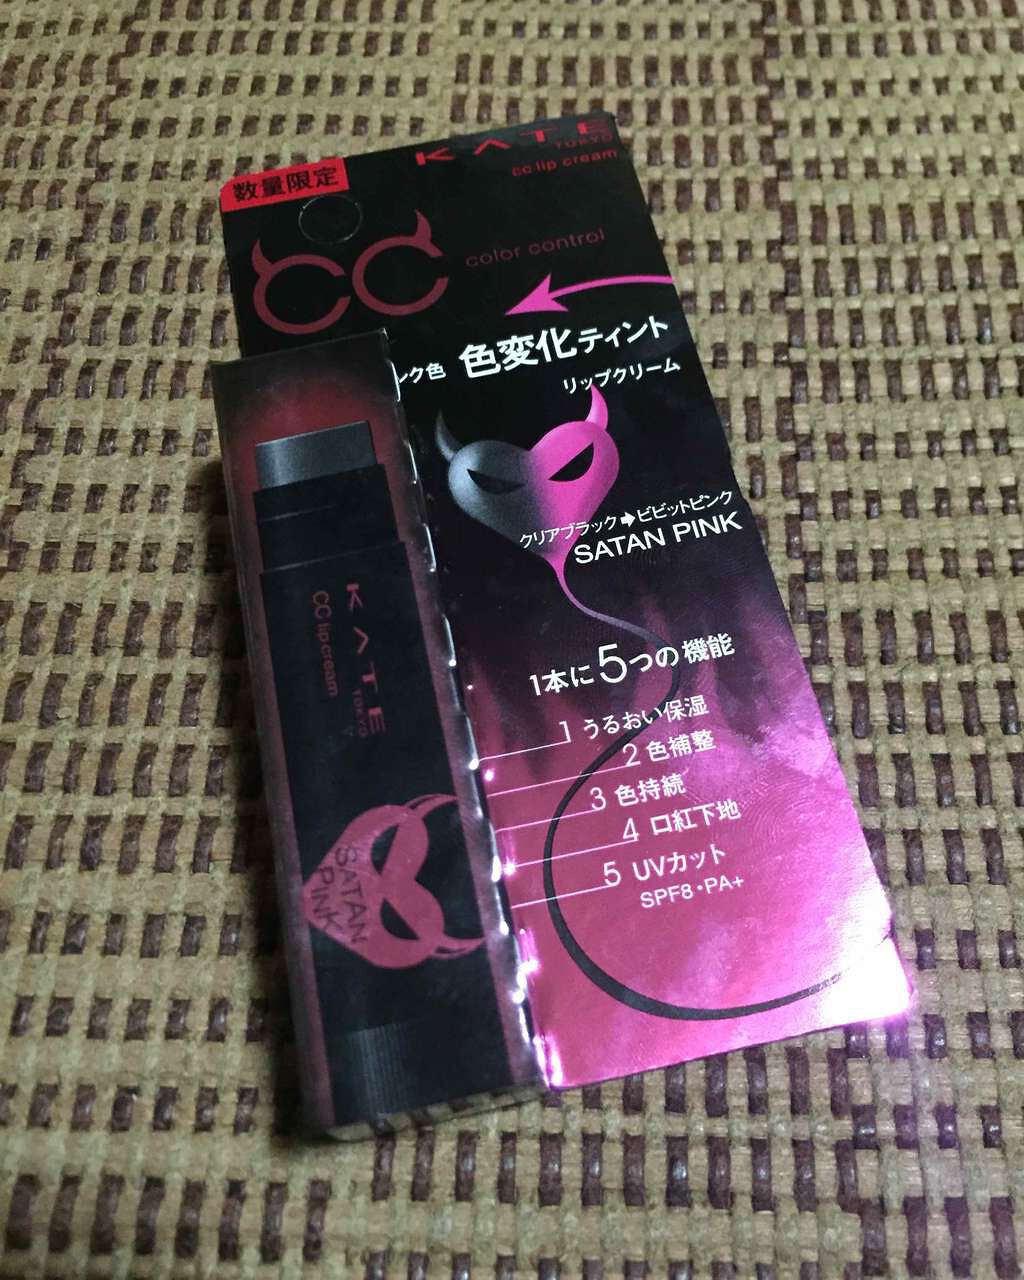 数量限定
KATE
TOKYO
cc lip cream
CC
color control
ンク色 色変化ティント
リップクリーム
クリアブラック➡ビビットピンク
SATAN PINK
1本に5つの機能
1 うるおい保湿
2 色補整
3 色持続
4 口紅下地
5 UVカット
SPF8・PA+
KATE
TOKYO
CC lip cream
SATAN
PINK